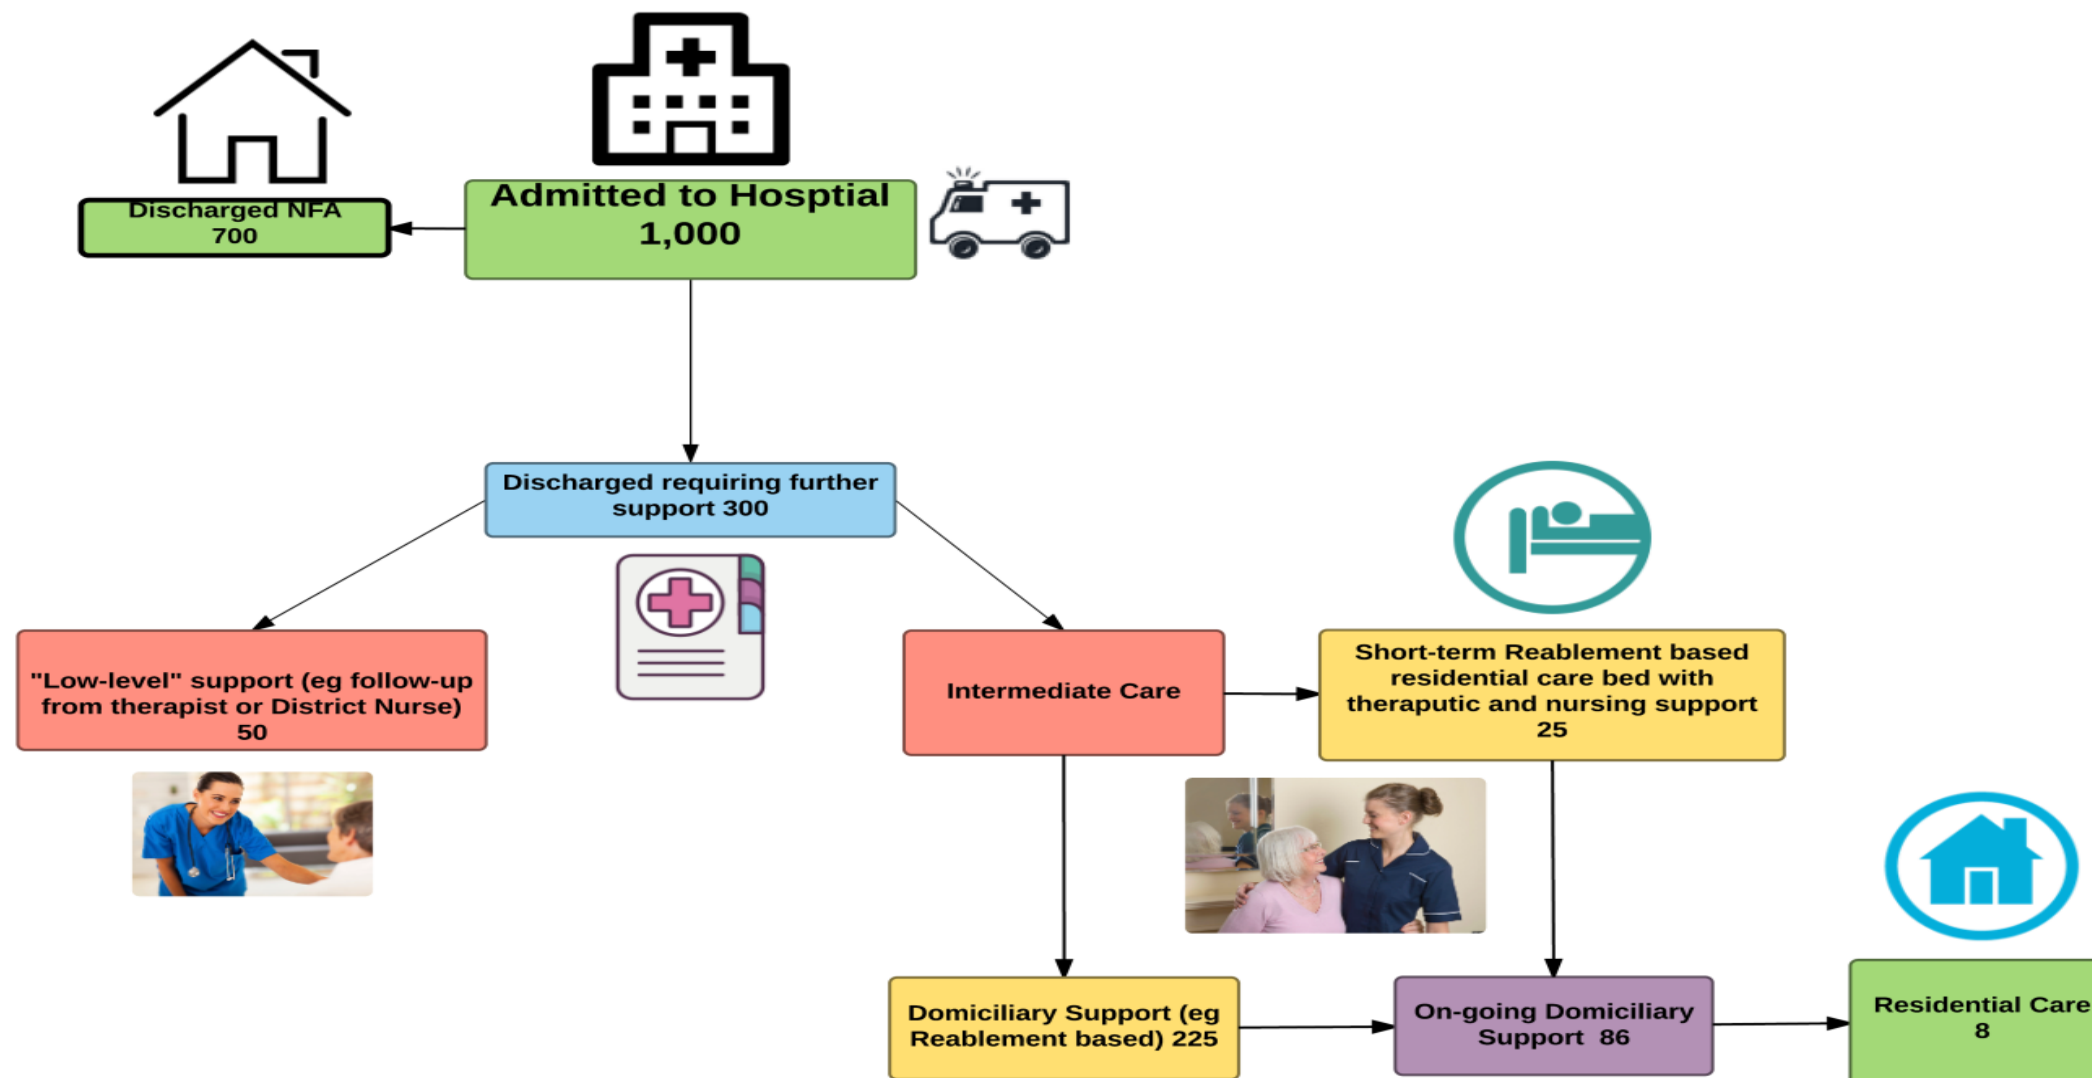 Admitted to Hosptial
1,000
Discharged NFA
700
Discharged requiring further
support 300
"Low-level" support (eg follow-up
from therapist or District Nurse)
50
Intermediate Care
Short-term Reablement based
residential care bed with
theraputic and nursing support
25
Domiciliary Support (eg
Reablement based) 225
On-going Domiciliary
Support 86
Residential Care
8